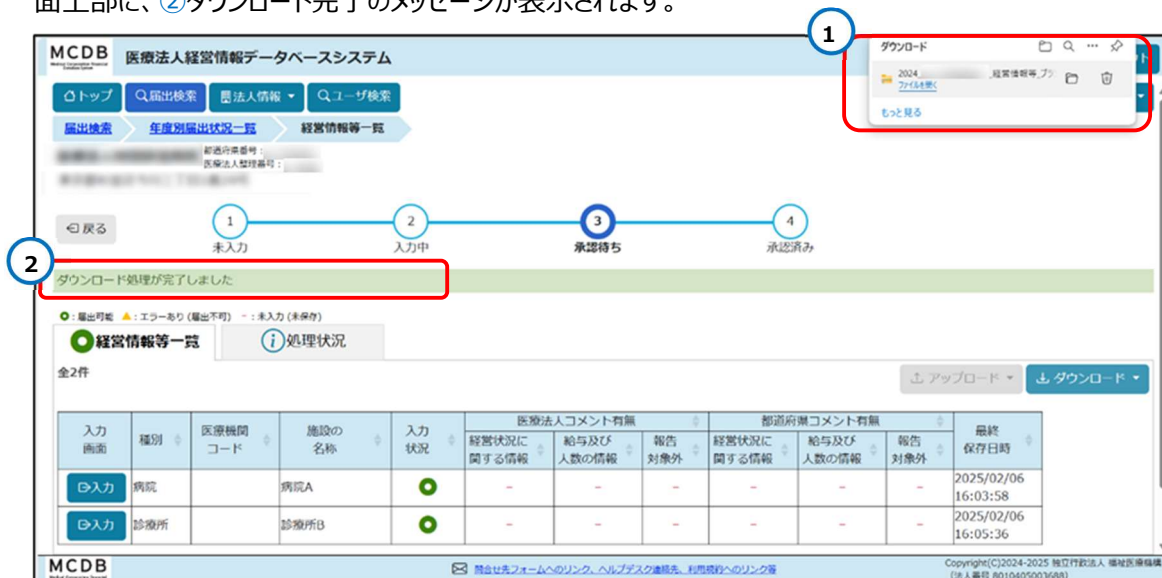 面上部に、②ダウンロード完了のメッセージが表示されます。
MCDB 医療法人経営情報データベースシステム
1
ダウンロード
2024_ _経営情報等_プ
ファイルを開く
もっと見る
トップ 届出検索 法人情報 ユーザ検索
届出検索 年度別届出状況一覧 経営情報等一覧
都道府県番号：
医療法人整理番号：
戻る
1 2 3 4
未入力 入力中 承認待ち 承認済み
2
ダウンロード処理が完了しました
：届出可能 ：エラーあり (届出不可) －：未入力 (未保存)
経営情報等一覧 i 処理状況
全2件
アップロード ダウンロード
入力画面 種別 医療機関コード 施設の名称 入力状況 医療法人コメント有無 都道府県コメント有無 最終保存日時
経営状況に関する情報 給与及び人数の情報 報告対象外 経営状況に関する情報 給与及び人数の情報 報告対象外
入力 病院 病院A － － － － － － 2025/02/06 16:03:58
入力 診療所 診療所B － － － － － － 2025/02/06 16:05:36
MCDB
問合せ先フォームへのリンク、ヘルプデスク連絡先、利用規約へのリンク等
Copyright(C)2024-2025 独立行政法人 福祉医療機構
(法人番号 8010405003688)